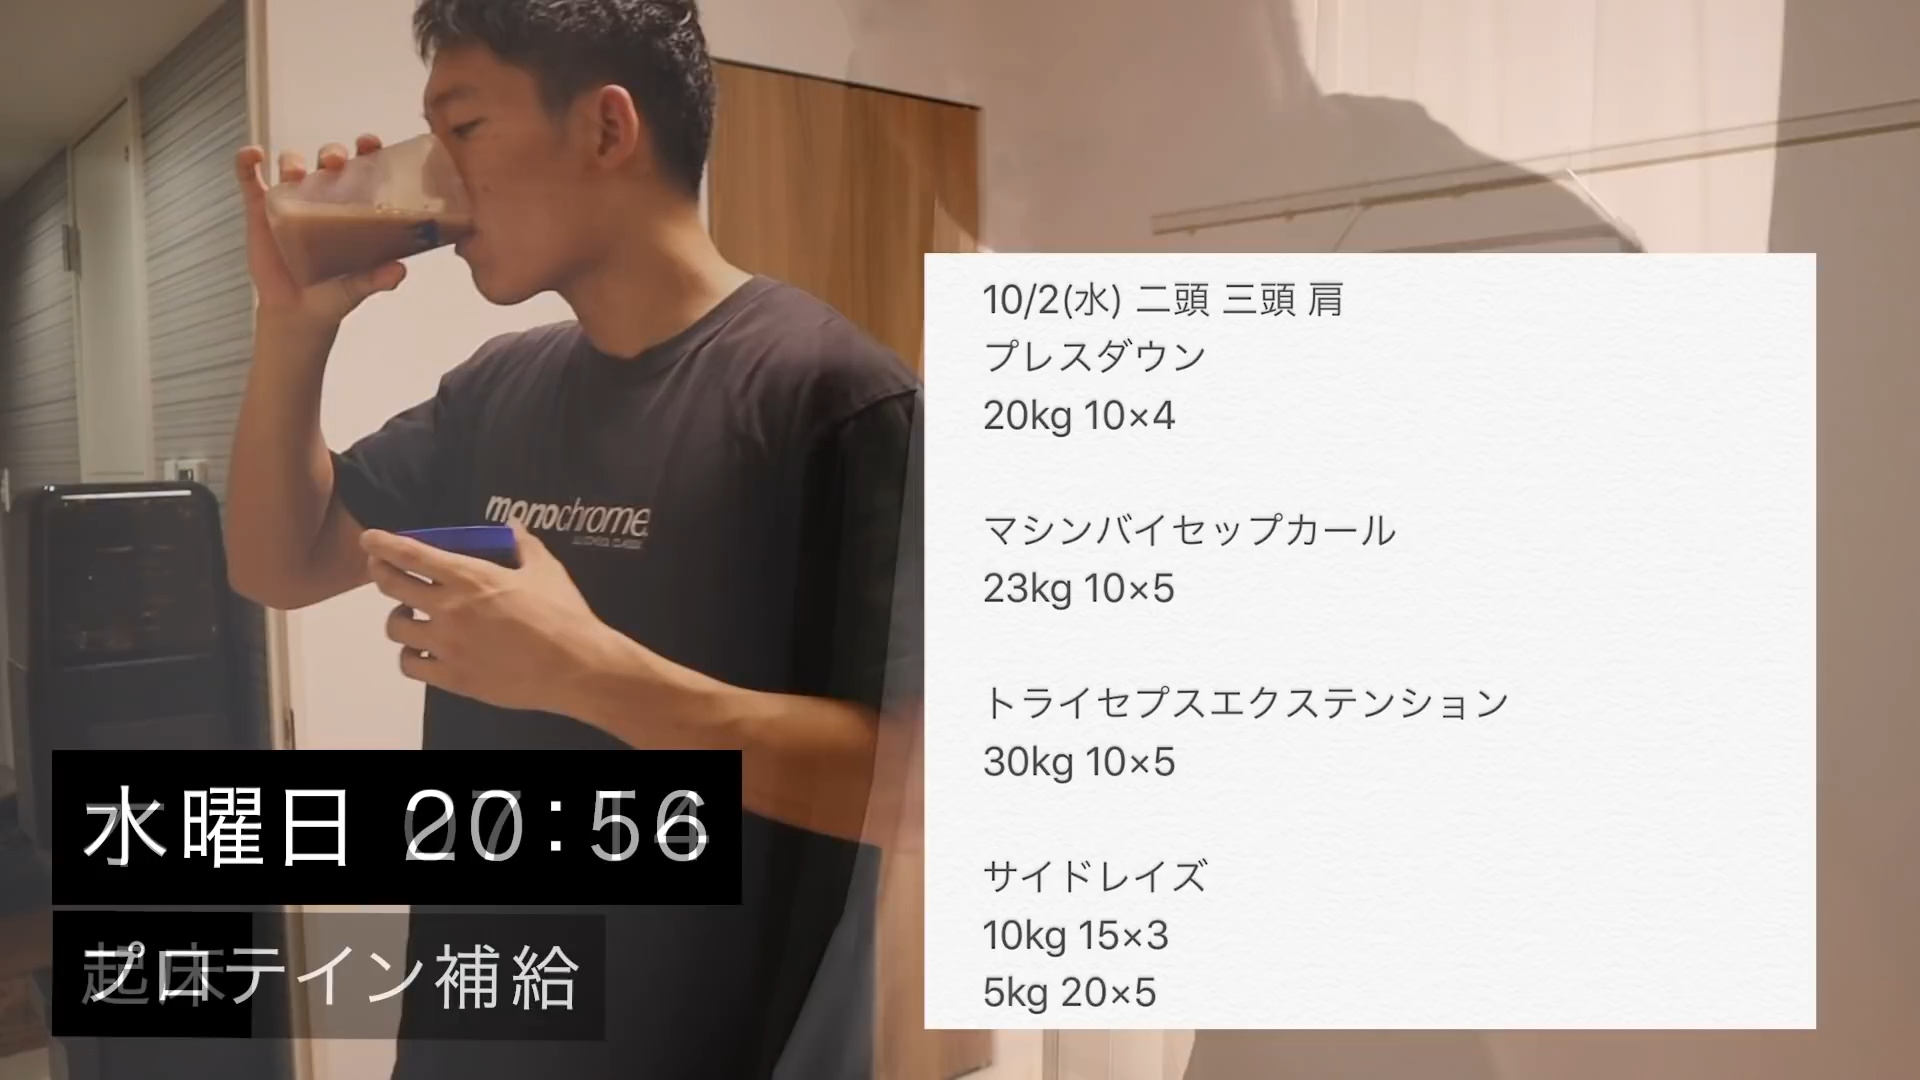 monochrome.
10/2(水) 二頭 三頭 肩
プレスダウン
20kg 10×4
マシンバイセップカール
23kg 10×5
トライセプスエクステンション
30kg 10×5
サイドレイズ
10kg 15×3
5kg 20×5
水曜日 20:56
プロテイン補給